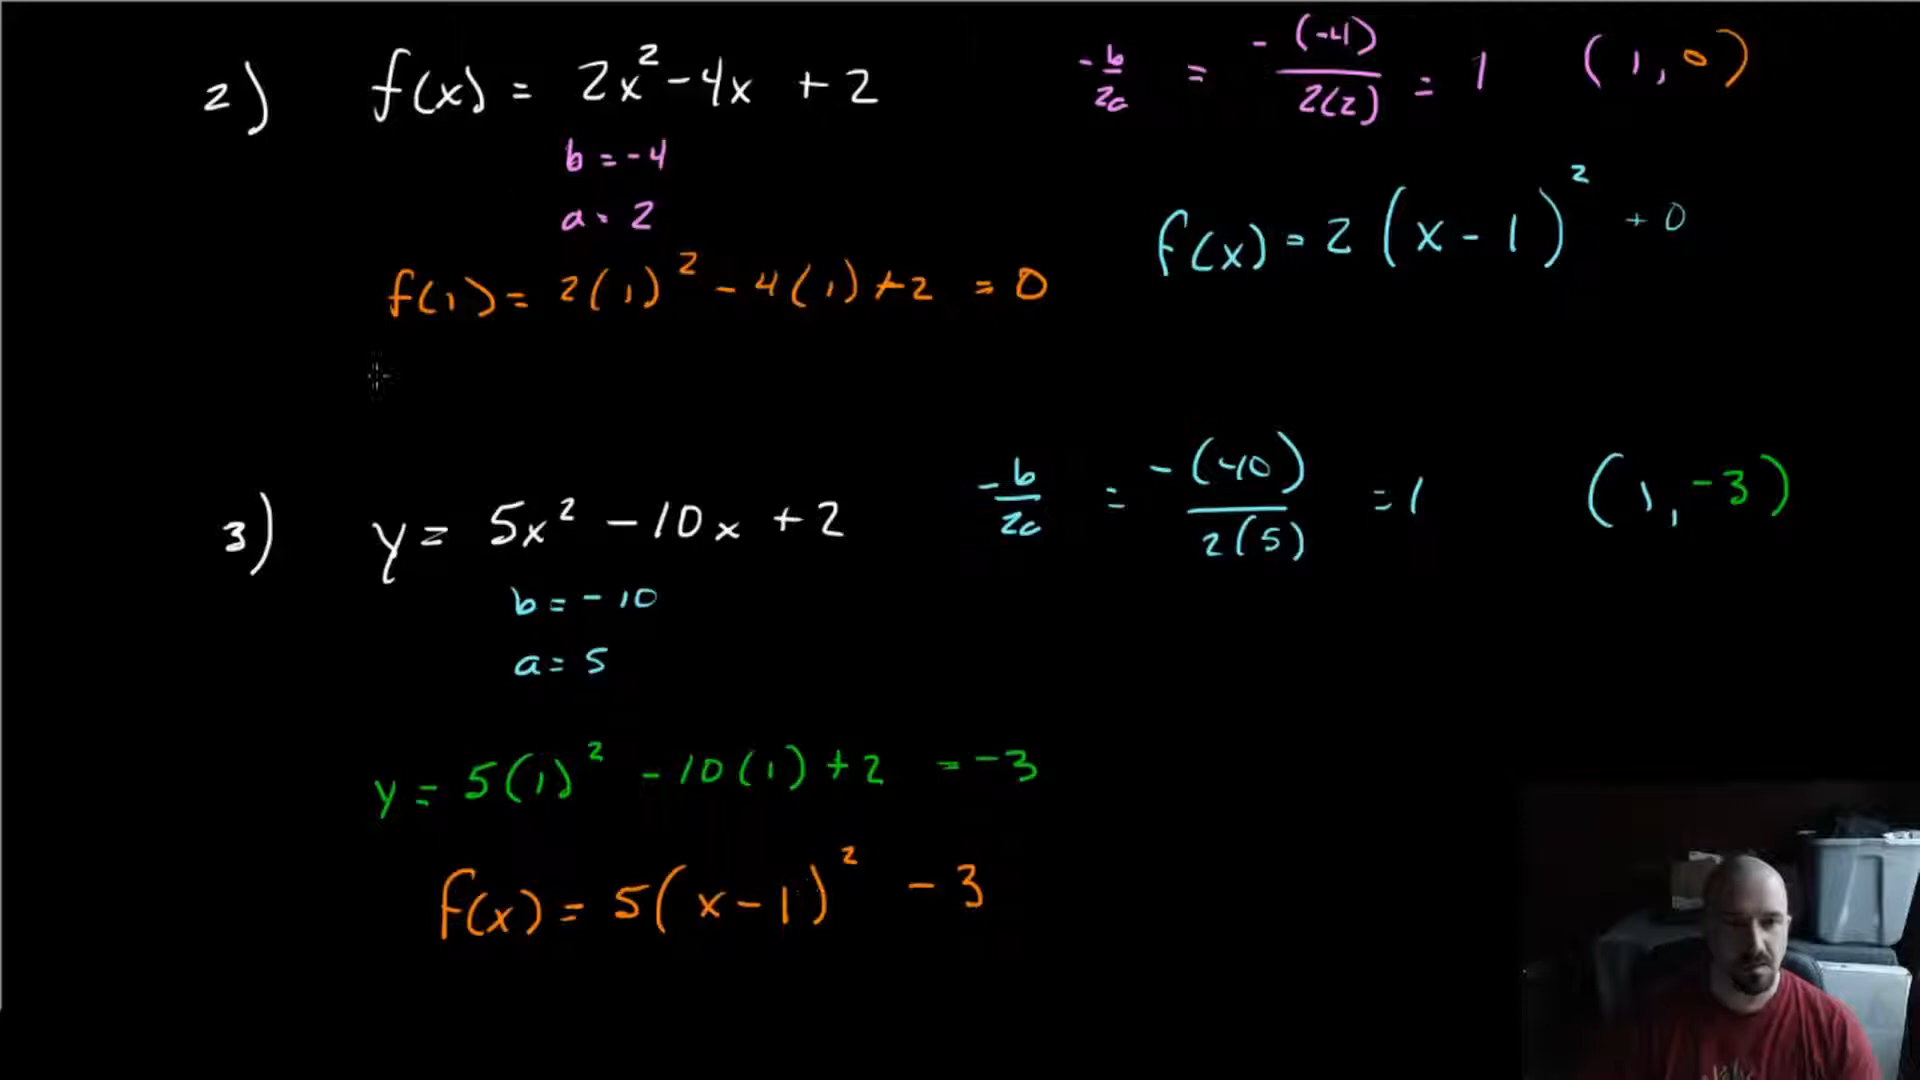 2) f(x) = 2x² - 4x + 2
-b/2a = -(-4)/2(2) = 1 (1, 0)
b = -4
a = 2
f(x) = 2(x - 1)² + 0
f(1) = 2(1)² - 4(1) + 2 = 0
3) y = 5x² - 10x + 2
-b/2a = -(-10)/2(5) = 1 (1, -3)
b = -10
a = 5
y = 5(1)² - 10(1) + 2 = -3
f(x) = 5(x - 1)² - 3